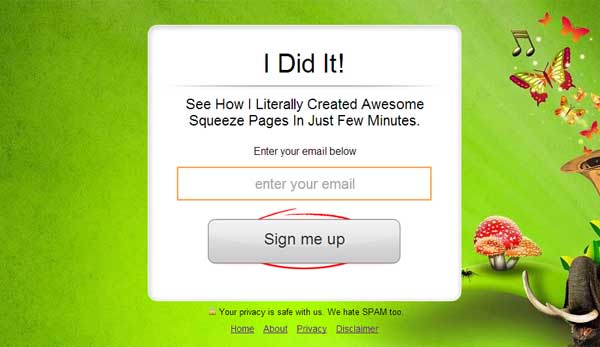 I Did It!
See How I Literally Created Awesome
Squeeze Pages In Just Few Minutes.
Enter your email below
enter your email
Sign me up
Your privacy is safe with us. We hate SPAM too.
Home About Privacy Disclaimer